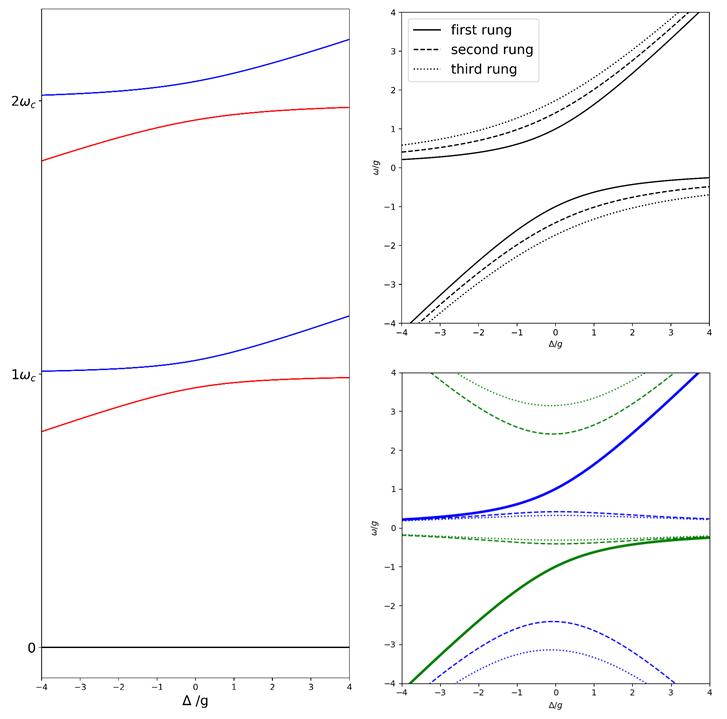 2ω_c
1ω_c
0
−4 −3 −2 −1 0 1 2 3 4
Δ /g
first rung
second rung
third rung
4
3
2
1
0
−1
−2
−3
−4
ω/g
−4 −3 −2 −1 0 1 2 3 4
Δ/g
4
3
2
1
0
−1
−2
−3
−4
ω/g
−4 −3 −2 −1 0 1 2 3 4
Δ/g